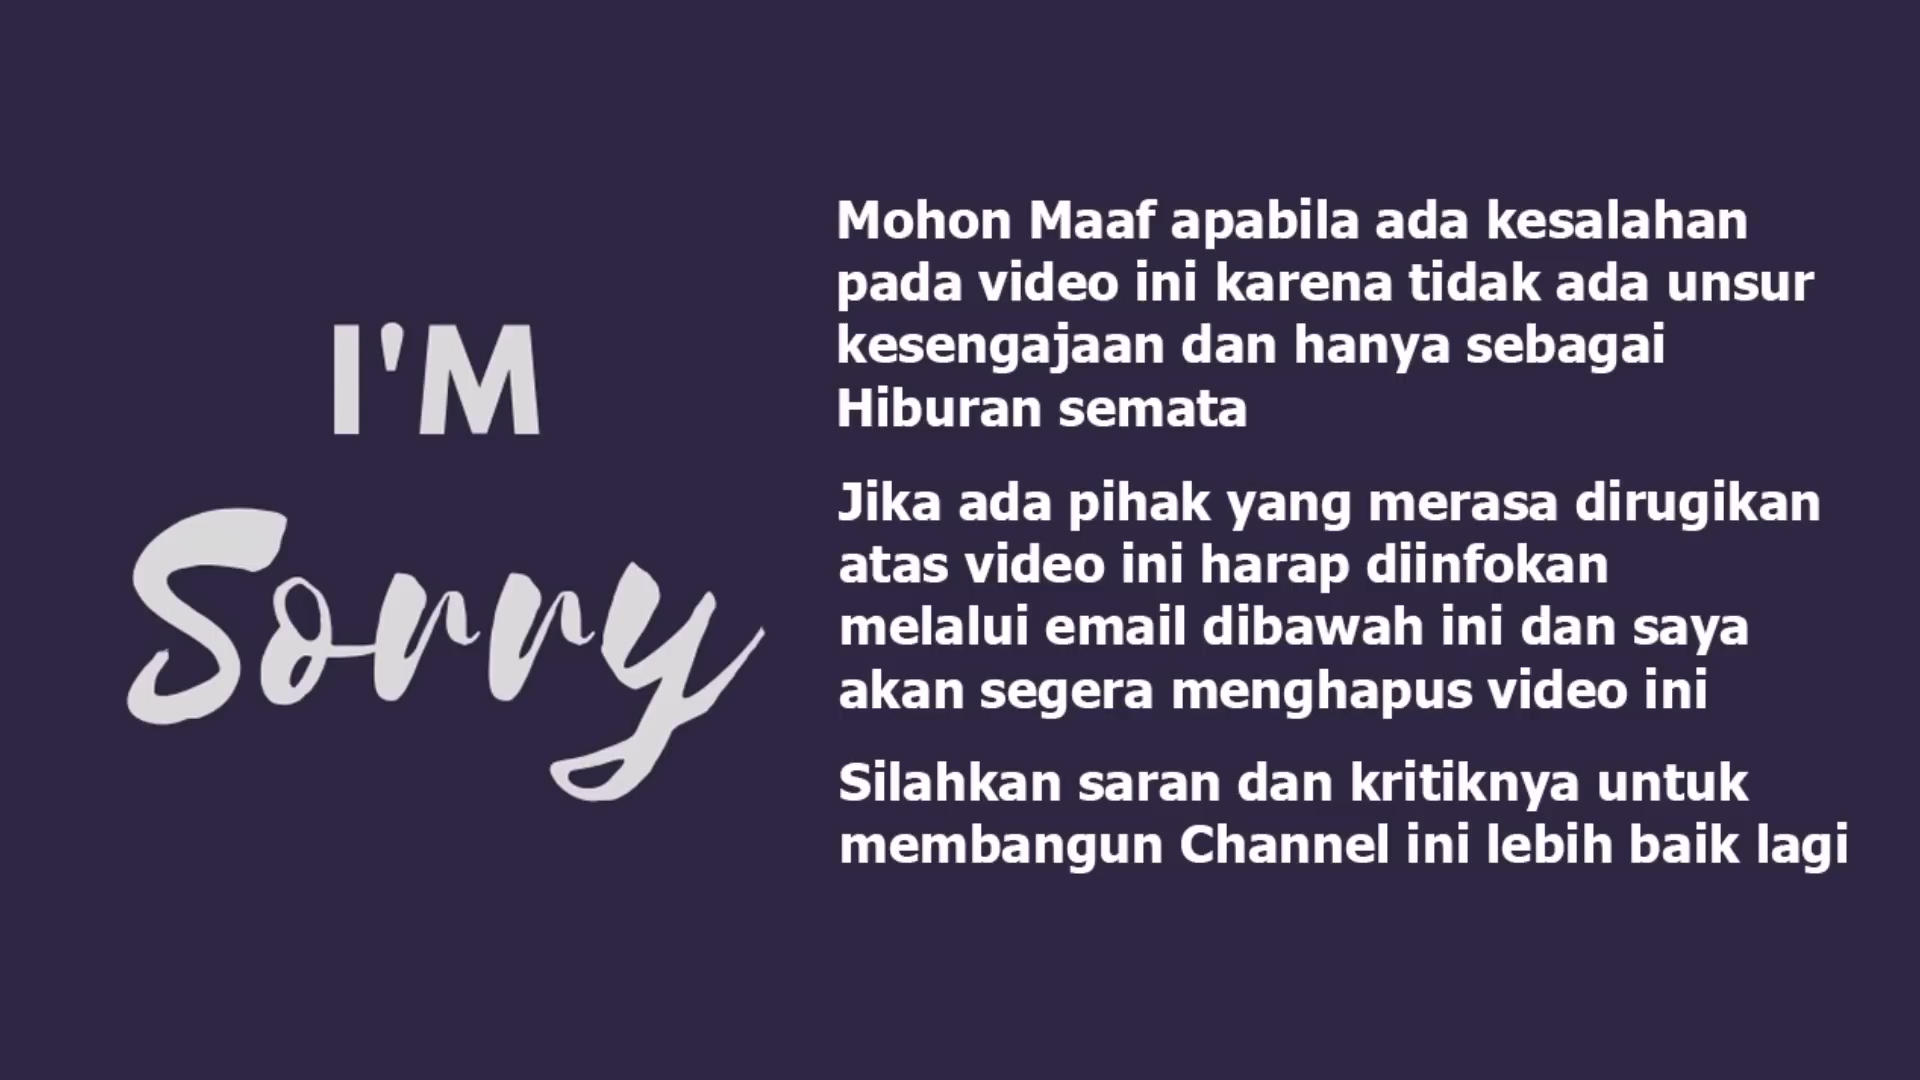 I'M
Sorry
Mohon Maaf apabila ada kesalahan
pada video ini karena tidak ada unsur
kesengajaan dan hanya sebagai
Hiburan semata
Jika ada pihak yang merasa dirugikan
atas video ini harap diinfokan
melalui email dibawah ini dan saya
akan segera menghapus video ini
Silahkan saran dan kritiknya untuk
membangun Channel ini lebih baik lagi